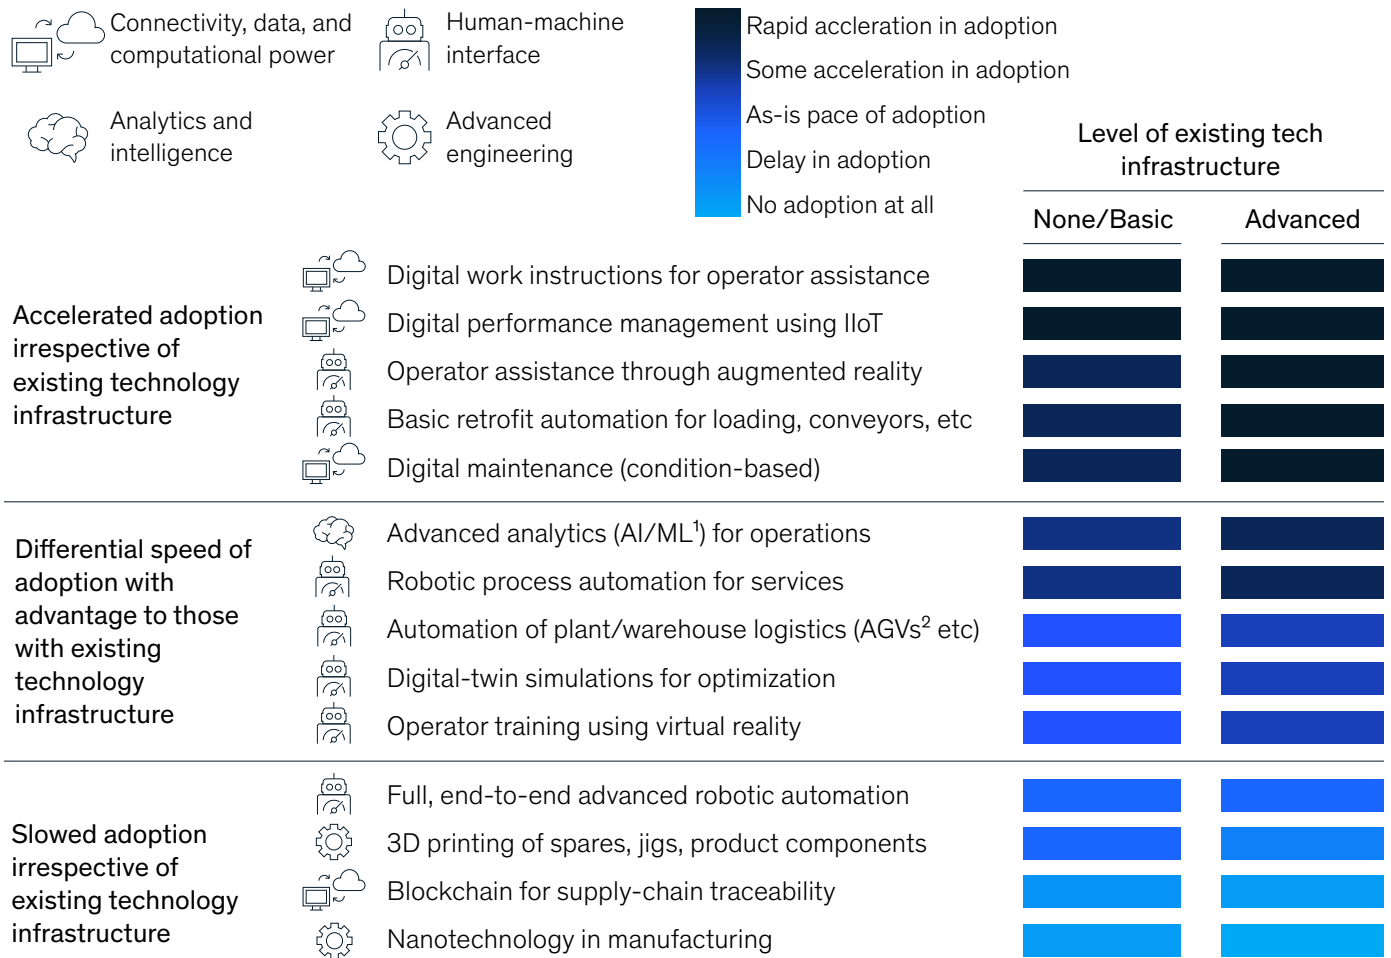 Connectivity, data, and
computational power
Human-machine
interface
Analytics and
intelligence
Advanced
engineering
Rapid accleration in adoption
Some acceleration in adoption
As-is pace of adoption
Delay in adoption
No adoption at all
Level of existing tech
infrastructure
None/Basic
Advanced
Accelerated adoption
irrespective of
existing technology
infrastructure
Digital work instructions for operator assistance
Digital performance management using IIoT
Operator assistance through augmented reality
Basic retrofit automation for loading, conveyors, etc
Digital maintenance (condition-based)
Differential speed of
adoption with
advantage to those
with existing
technology
infrastructure
Advanced analytics (AI/ML¹) for operations
Robotic process automation for services
Automation of plant/warehouse logistics (AGVs² etc)
Digital-twin simulations for optimization
Operator training using virtual reality
Slowed adoption
irrespective of
existing technology
infrastructure
Full, end-to-end advanced robotic automation
3D printing of spares, jigs, product components
Blockchain for supply-chain traceability
Nanotechnology in manufacturing